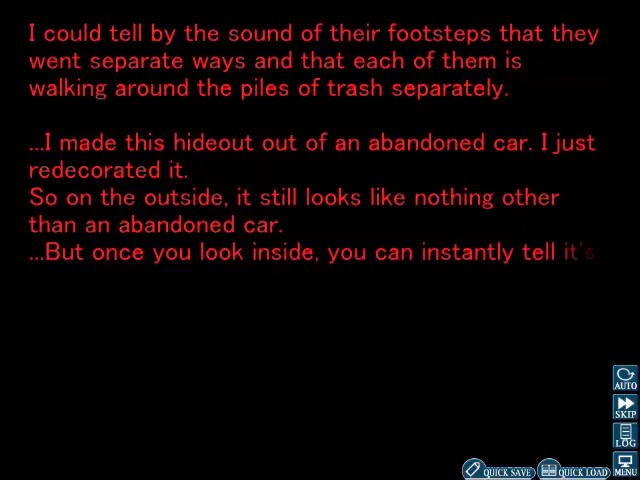 I could tell by the sound of their footsteps that they
went separate ways and that each of them is
walking around the piles of trash separately.
...I made this hideout out of an abandoned car. I just
redecorated it.
So on the outside, it still looks like nothing other
than an abandoned car.
...But once you look inside, you can instantly tell it's
AUTO
SKIP
LOG
MENU
QUICK SAVE
QUICK LOAD